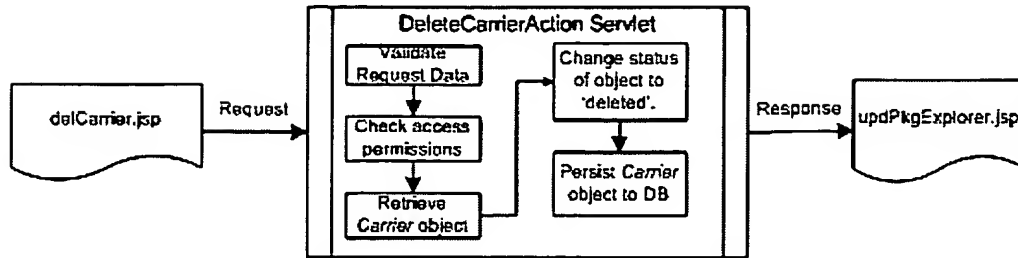 DeleteCarrierAction Servlet
Validate
Request Data
Check access
permissions
Retrieve
Carrier object
Change status
of object to
'deleted'.
Persist Carrier
object to DB
delCarrier.jsp
Request
Response
updPkgExplorer.jsp